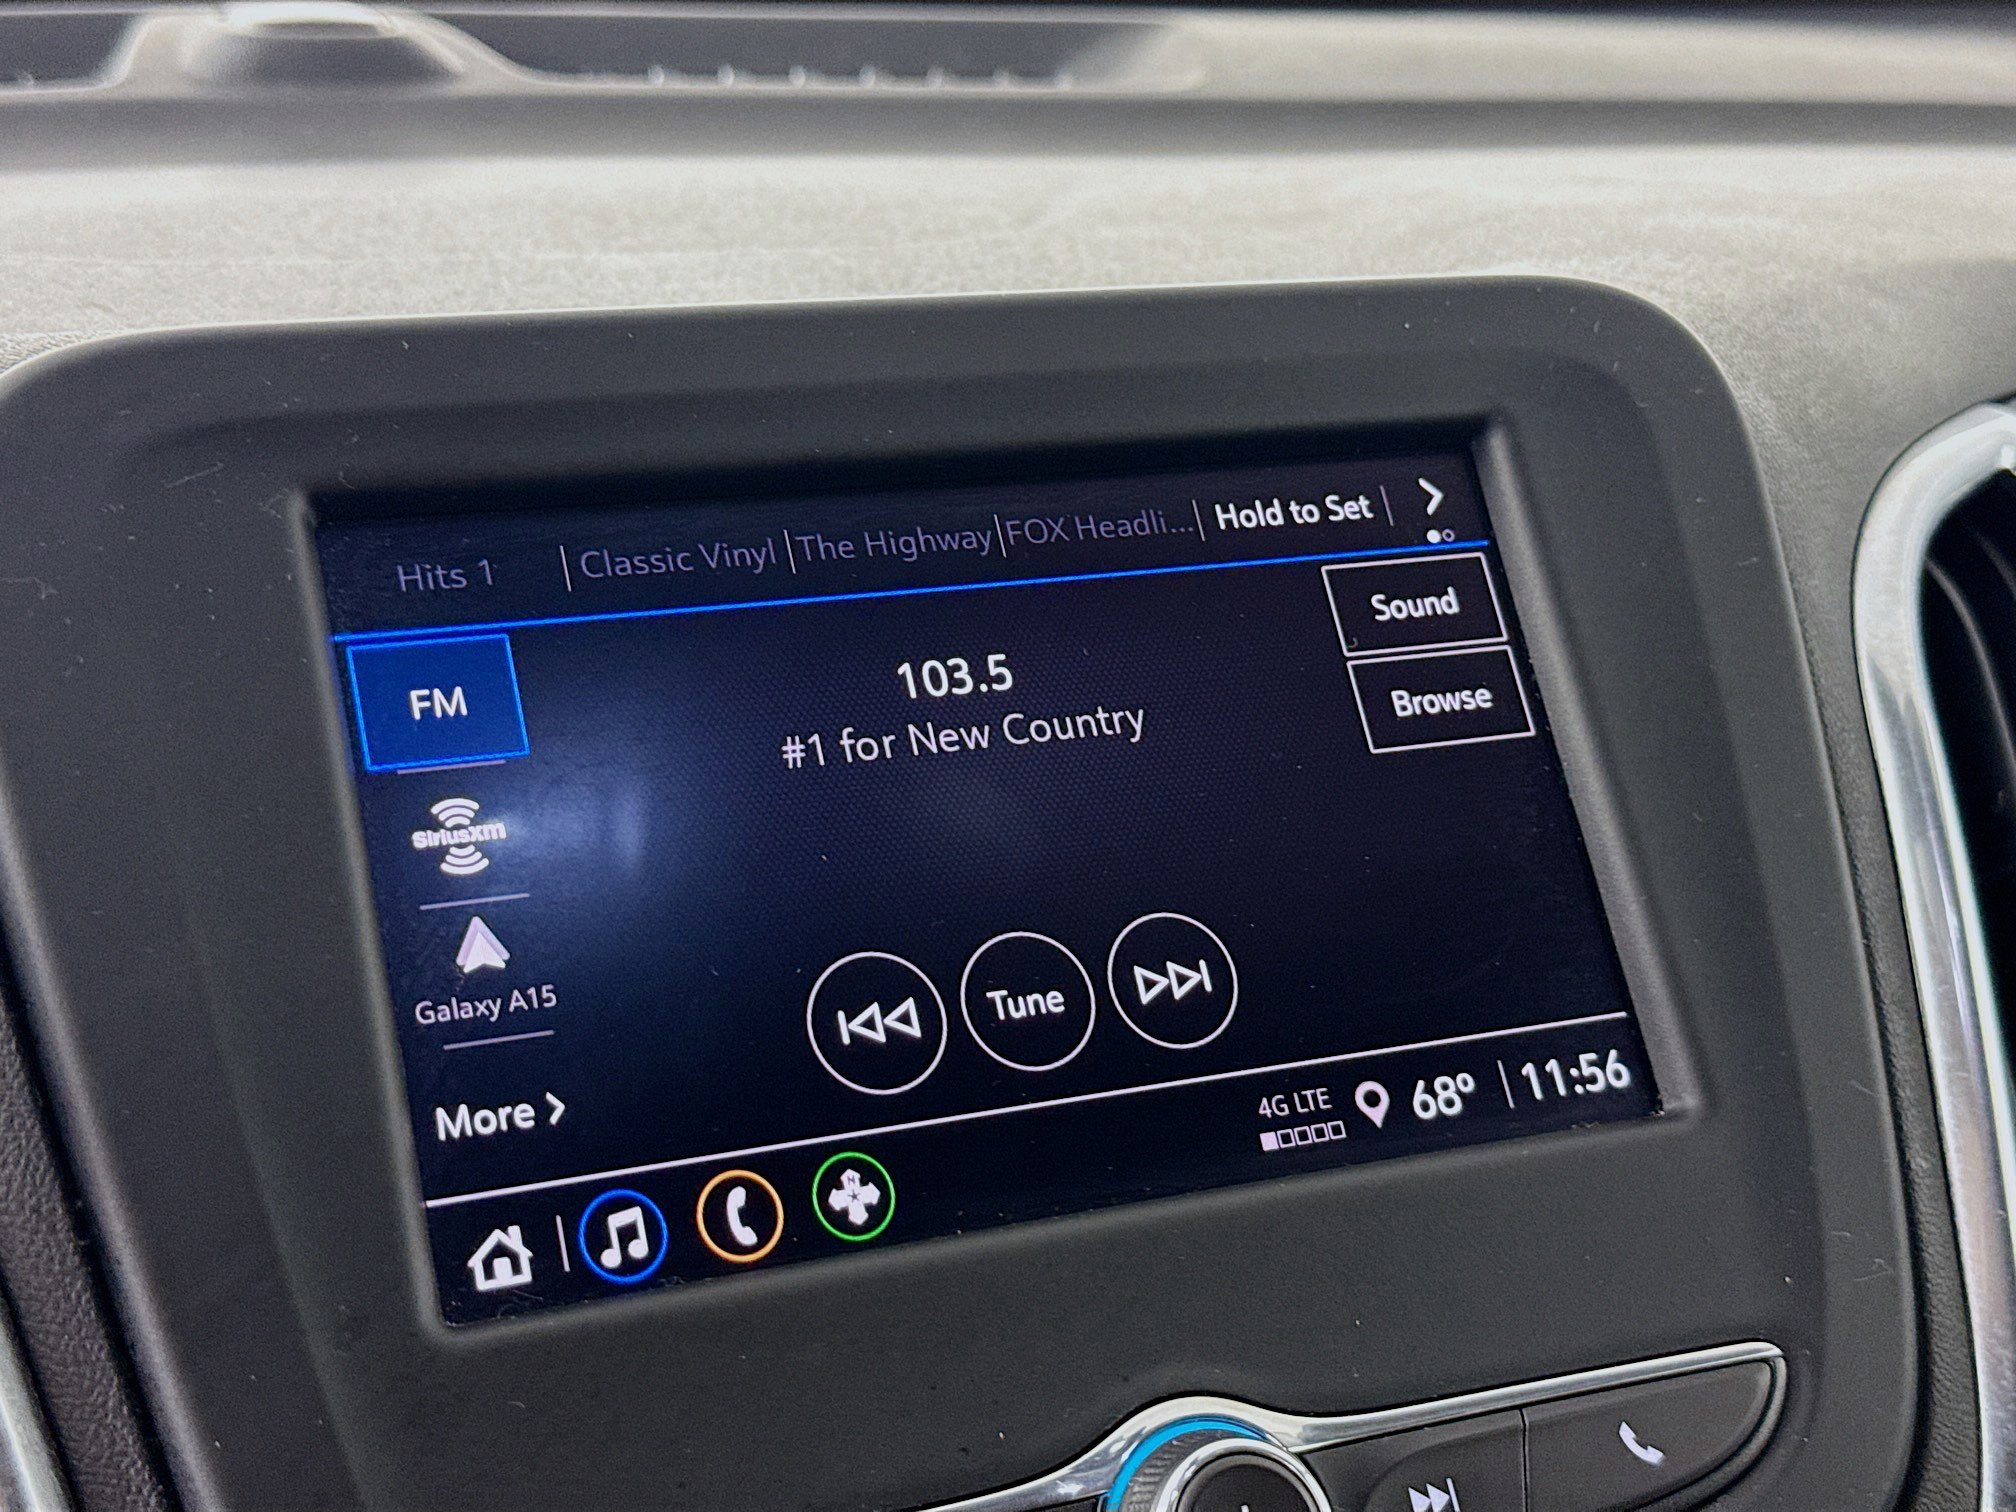 Hits 1 | Classic Vinyl | The Highway | FOX Headli... | Hold to Set |
FM
103.5
#1 for New Country
Sound
Browse
SiriusXM
Galaxy A15
Tune
More
4G LTE 68° | 11:56
N